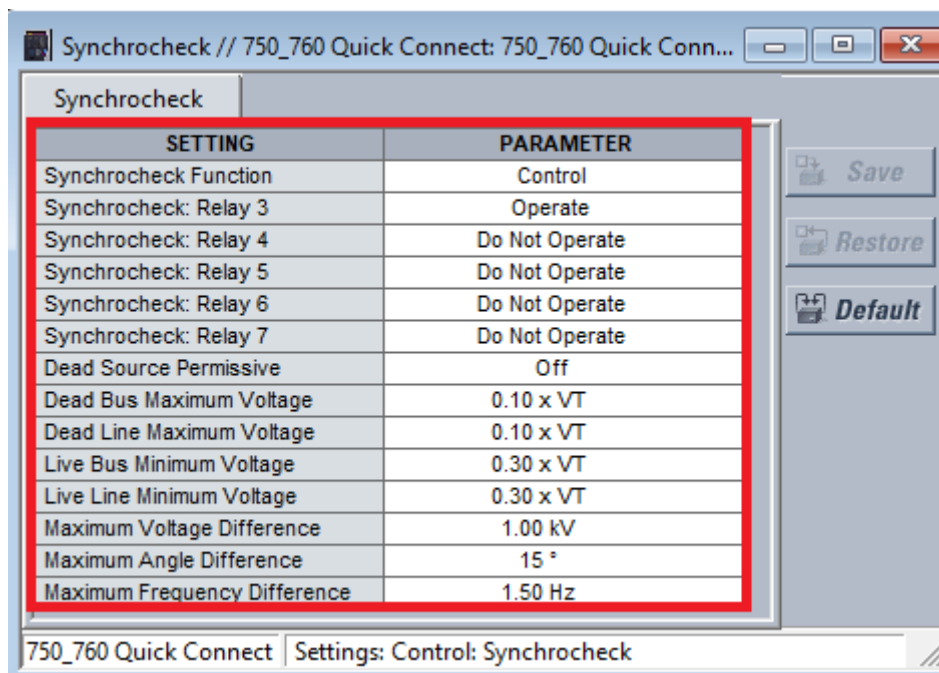 Synchrocheck // 750_760 Quick Connect: 750_760 Quick Conn...
Synchrocheck
SETTING PARAMETER
Synchrocheck Function Control
Synchrocheck: Relay 3 Operate
Synchrocheck: Relay 4 Do Not Operate
Synchrocheck: Relay 5 Do Not Operate
Synchrocheck: Relay 6 Do Not Operate
Synchrocheck: Relay 7 Do Not Operate
Dead Source Permissive Off
Dead Bus Maximum Voltage 0.10 x VT
Dead Line Maximum Voltage 0.10 x VT
Live Bus Minimum Voltage 0.30 x VT
Live Line Minimum Voltage 0.30 x VT
Maximum Voltage Difference 1.00 kV
Maximum Angle Difference 15 °
Maximum Frequency Difference 1.50 Hz
Save
Restore
Default
750_760 Quick Connect Settings: Control: Synchrocheck